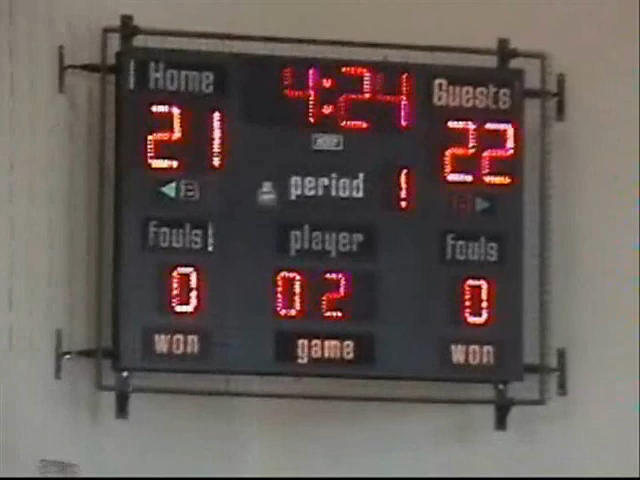 Home 4:24 Guests
21 22
B period 1 B
Fouls player Fouls
0 02 0
won game won